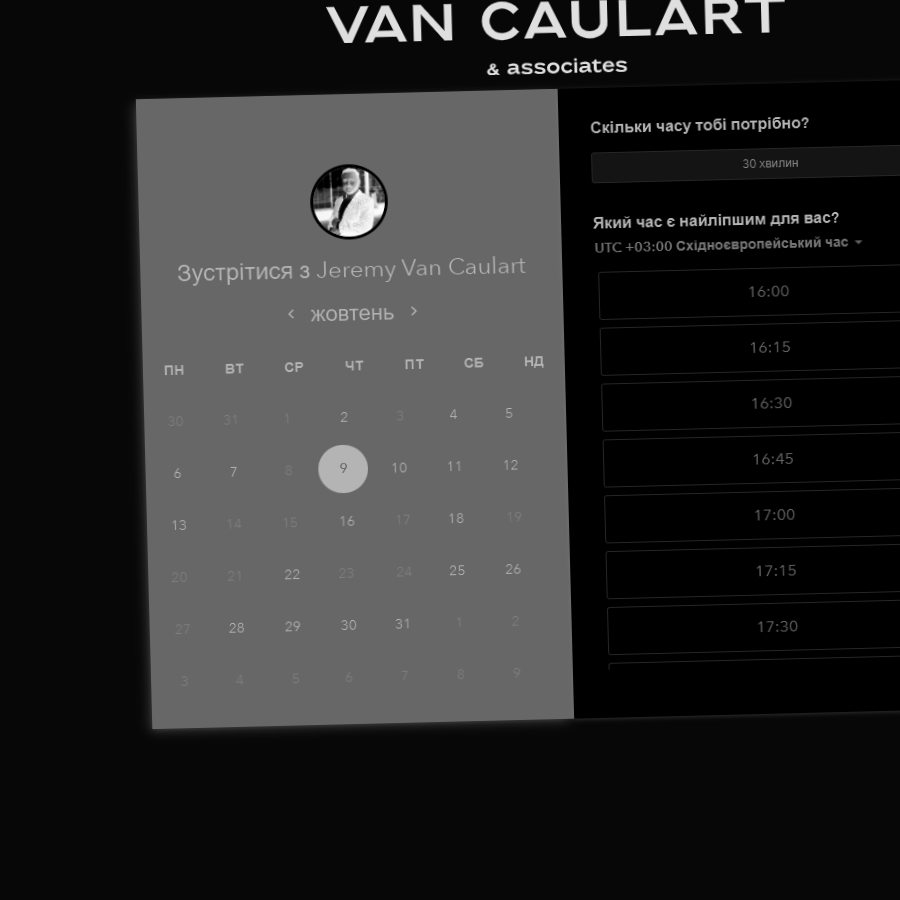 VAN CAULART
& associates
Зустрітися з Jeremy Van Caulart
жовтень
ПН ВТ СР ЧТ ПТ СБ НД
30 31 1 2 3 4 5
6 7 8 9 10 11 12
13 14 15 16 17 18 19
20 21 22 23 24 25 26
27 28 29 30 31 1 2
3 4 5 6 7 8 9
Скільки часу тобі потрібно?
30 хвилин
Який час є найліпшим для вас?
UTC +03:00 Східноєвропейський час
16:00
16:15
16:30
16:45
17:00
17:15
17:30